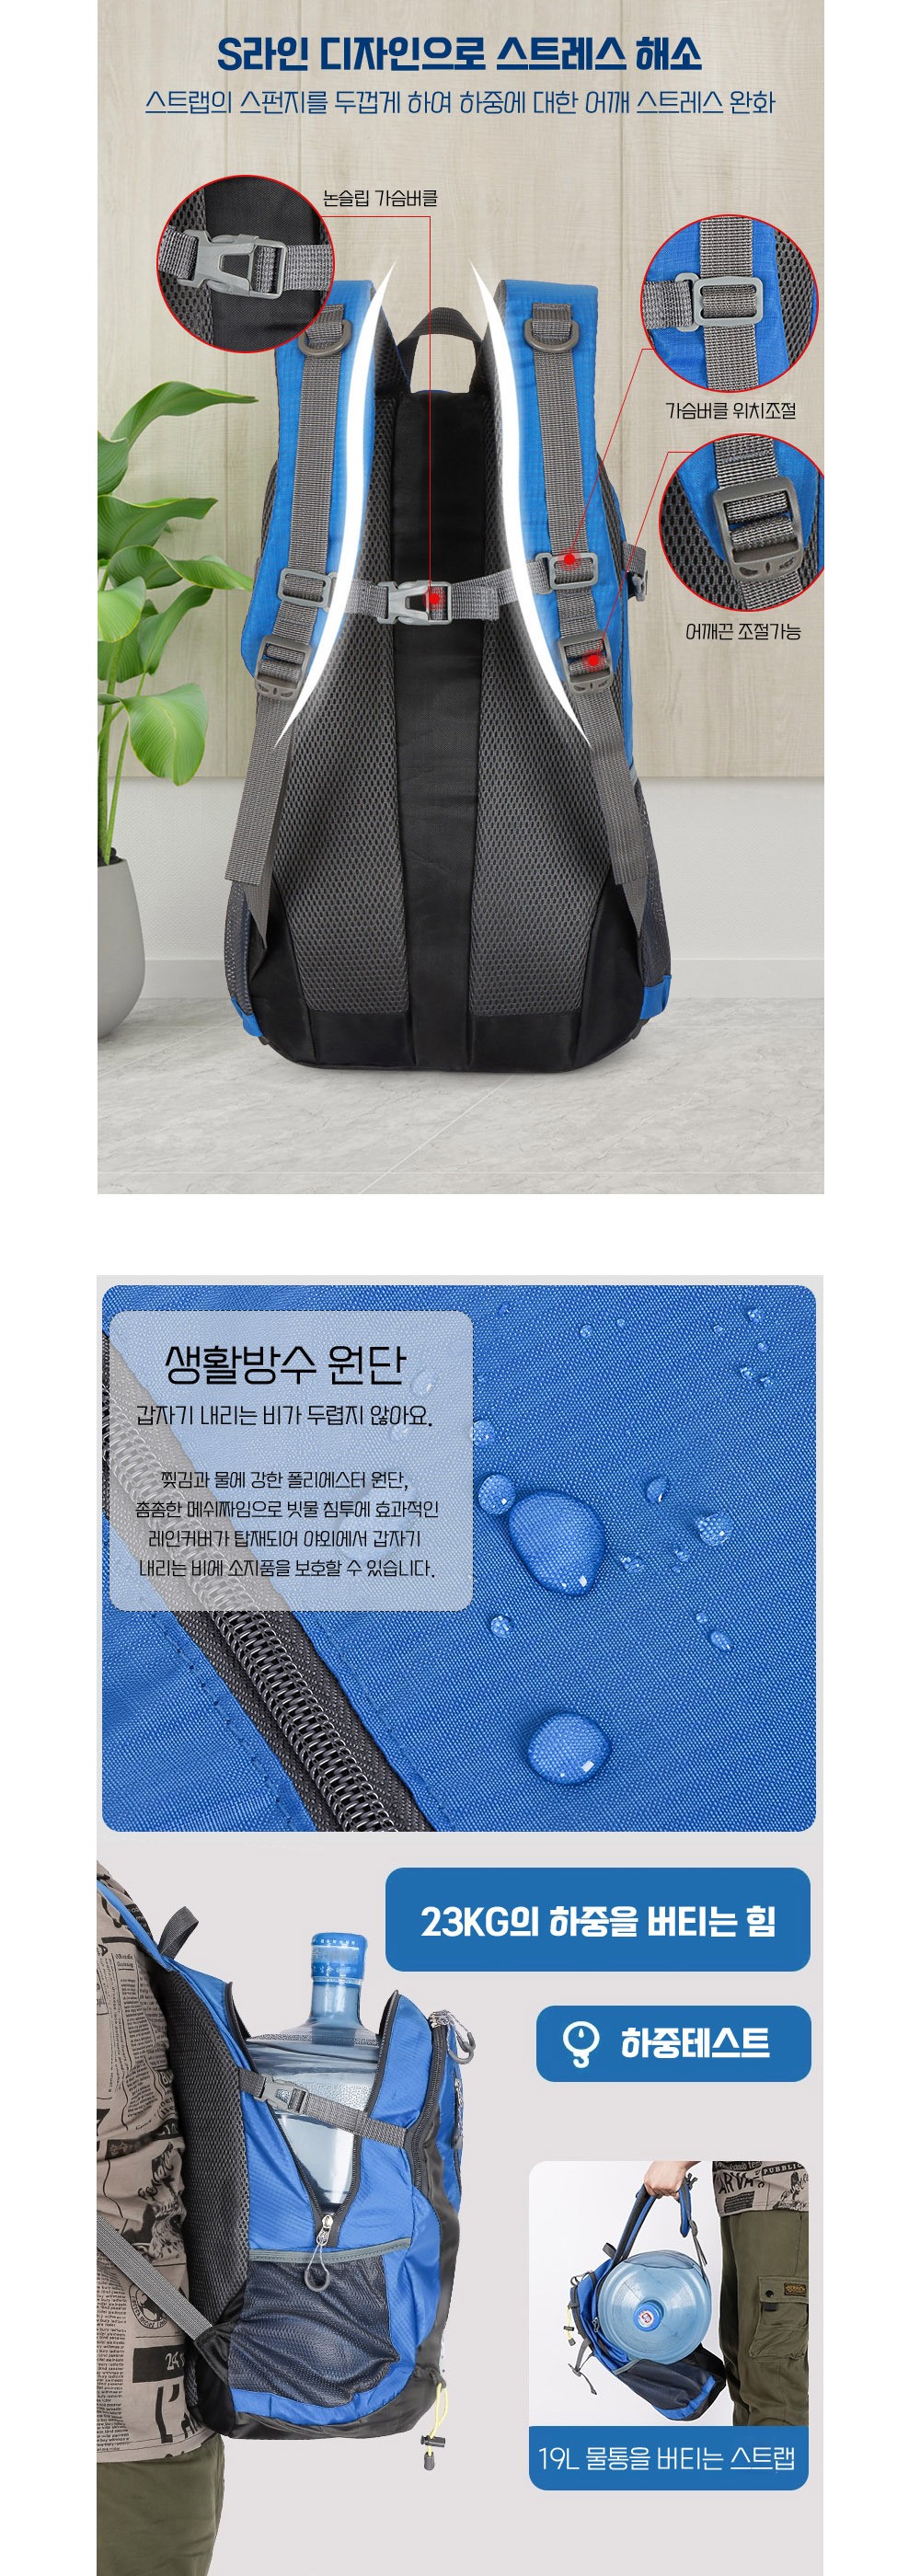 S라인 디자인으로 스트레스 해소
스트랩의 스펀지를 두껍게 하여 하중에 대한 어깨 스트레스 완화
논슬립 가슴버클
가슴버클 위치조절
어깨끈 조절가능
생활방수 원단
갑자기 내리는 비가 두렵지 않아요.
찢김과 물에 강한 폴리에스터 원단,
촘촘한 메쉬짜임으로 빗물 침투에 효과적인
레인커버가 탑재되어 야외에서 갑자기
내리는 비에 소지품을 보호할 수 있습니다.
23KG의 하중을 버티는 힘
하중테스트
19L 물통을 버티는 스트랩